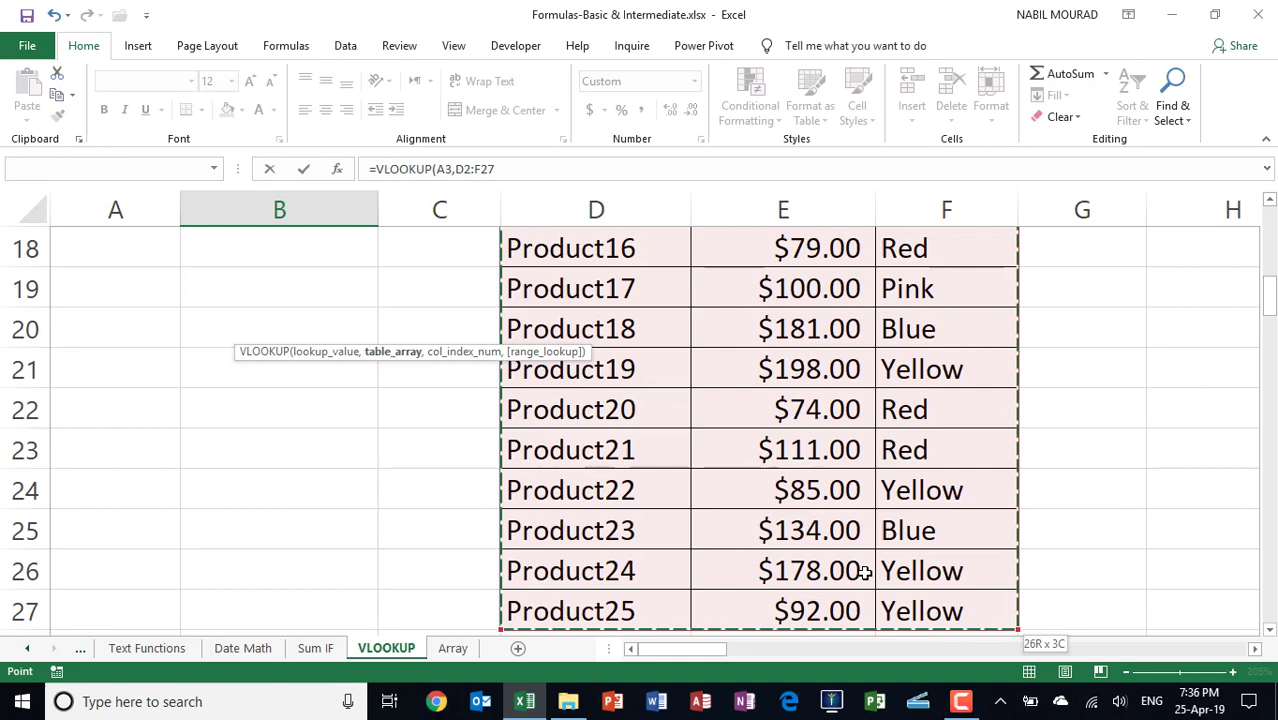 Formulas-Basic & Intermediate.xlsx - Excel
NABIL MOURAD
File Home Insert Page Layout Formulas Data Review View Developer Help Inquire Power Pivot Tell me what you want to do Share
Paste
12
Wrap Text
Merge & Center
Custom
Conditional Formatting
Format as Table
Cell Styles
Insert
Delete
Format
AutoSum
Fill
Clear
Sort & Filter
Find & Select
Clipboard Font Alignment Number Styles Cells Editing
fx =VLOOKUP(A3,D2:F27
A B C D E F G H
18 Product16 $79.00 Red
19 Product17 $100.00 Pink
20 Product18 $181.00 Blue
VLOOKUP(lookup_value, table_array, col_index_num, [range_lookup])
21 Product19 $198.00 Yellow
22 Product20 $74.00 Red
23 Product21 $111.00 Red
24 Product22 $85.00 Yellow
25 Product23 $134.00 Blue
26 Product24 $178.00 Yellow
27 Product25 $92.00 Yellow
26R x 3C
... Text Functions Date Math Sum IF VLOOKUP Array
Point
205%
Type here to search
ENG
7:36 PM
25-Apr-19